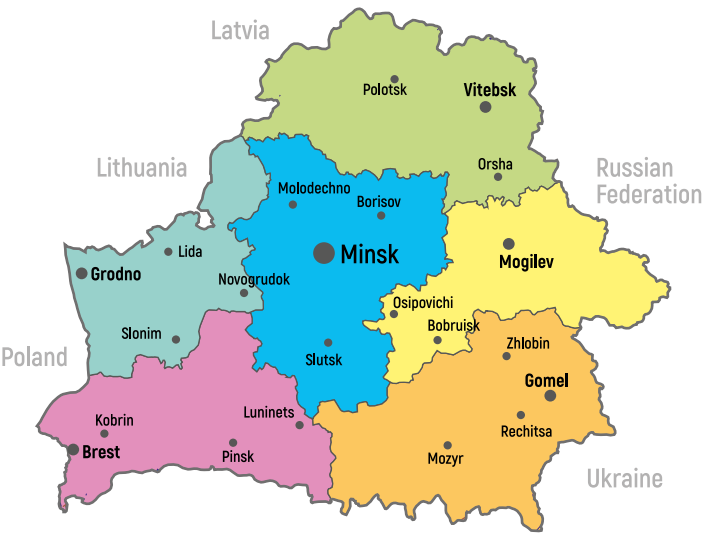 Latvia
Polotsk
Vitebsk
Lithuania
Orsha
Russian
Federation
Molodechno
Borisov
Minsk
Mogilev
Lida
Grodno
Novogrudok
Osipovichi
Bobruisk
Slonim
Slutsk
Zhlobin
Poland
Gomel
Kobrin
Luninets
Rechitsa
Brest
Pinsk
Mozyr
Ukraine